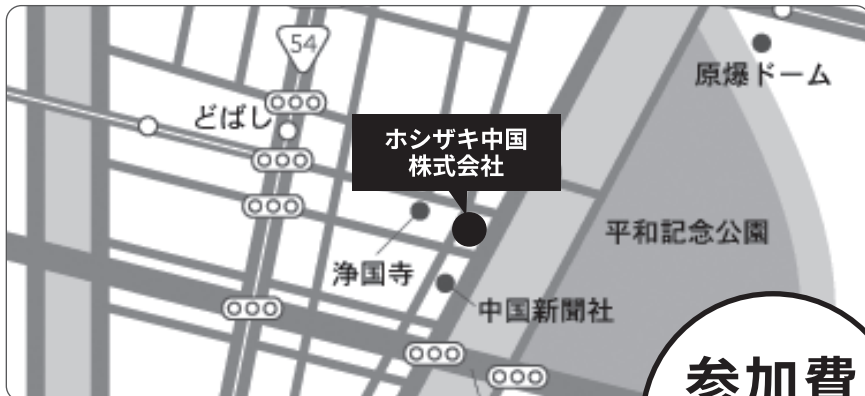 54
原爆ドーム
どばし
ホシザキ中国
株式会社
平和記念公園
浄国寺
中国新聞社
参加費